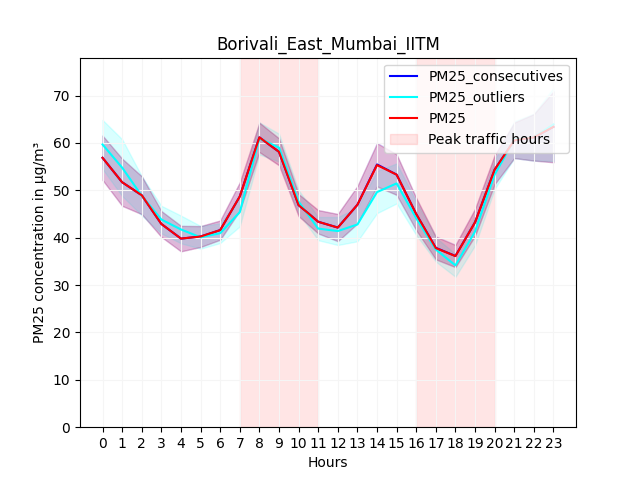 Borivali_East_Mumbai_IITM
PM25_consecutives
PM25_outliers
PM25
Peak traffic hours
PM25 concentration in µg/m³
70
60
50
40
30
20
10
0
0 1 2 3 4 5 6 7 8 9 10 11 12 13 14 15 16 17 18 19 20 21 22 23
Hours